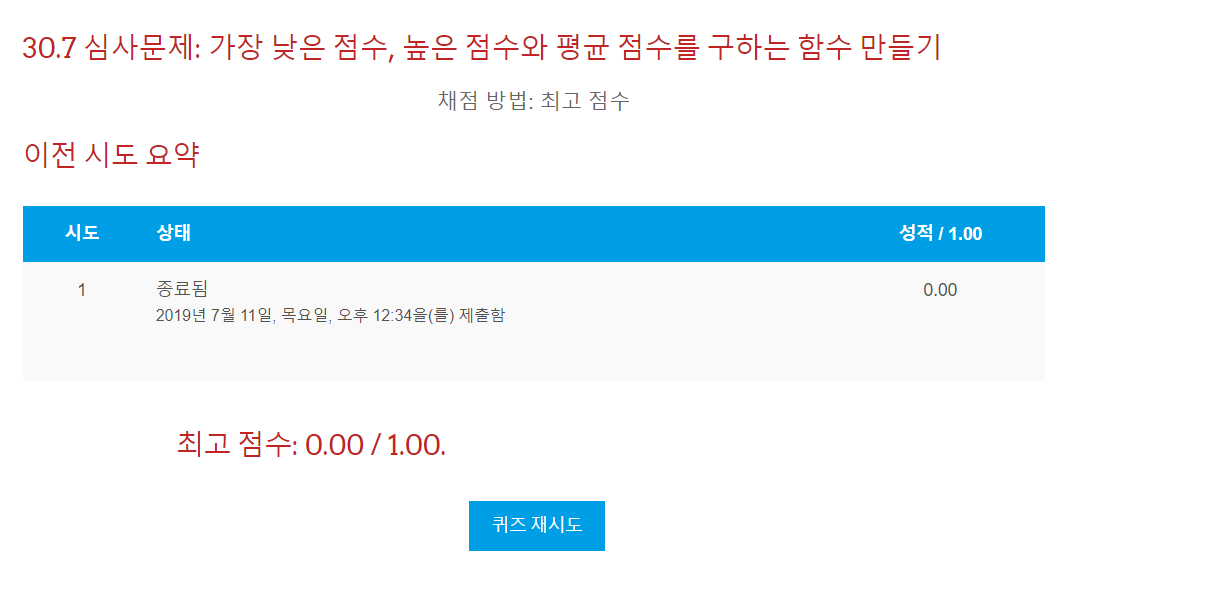 30.7 심사문제: 가장 낮은 점수, 높은 점수와 평균 점수를 구하는 함수 만들기
채점 방법: 최고 점수
이전 시도 요약
시도 상태 성적 / 1.00
1 종료됨 0.00
2019년 7월 11일, 목요일, 오후 12:34을(를) 제출함
최고 점수: 0.00 / 1.00.
퀴즈 재시도